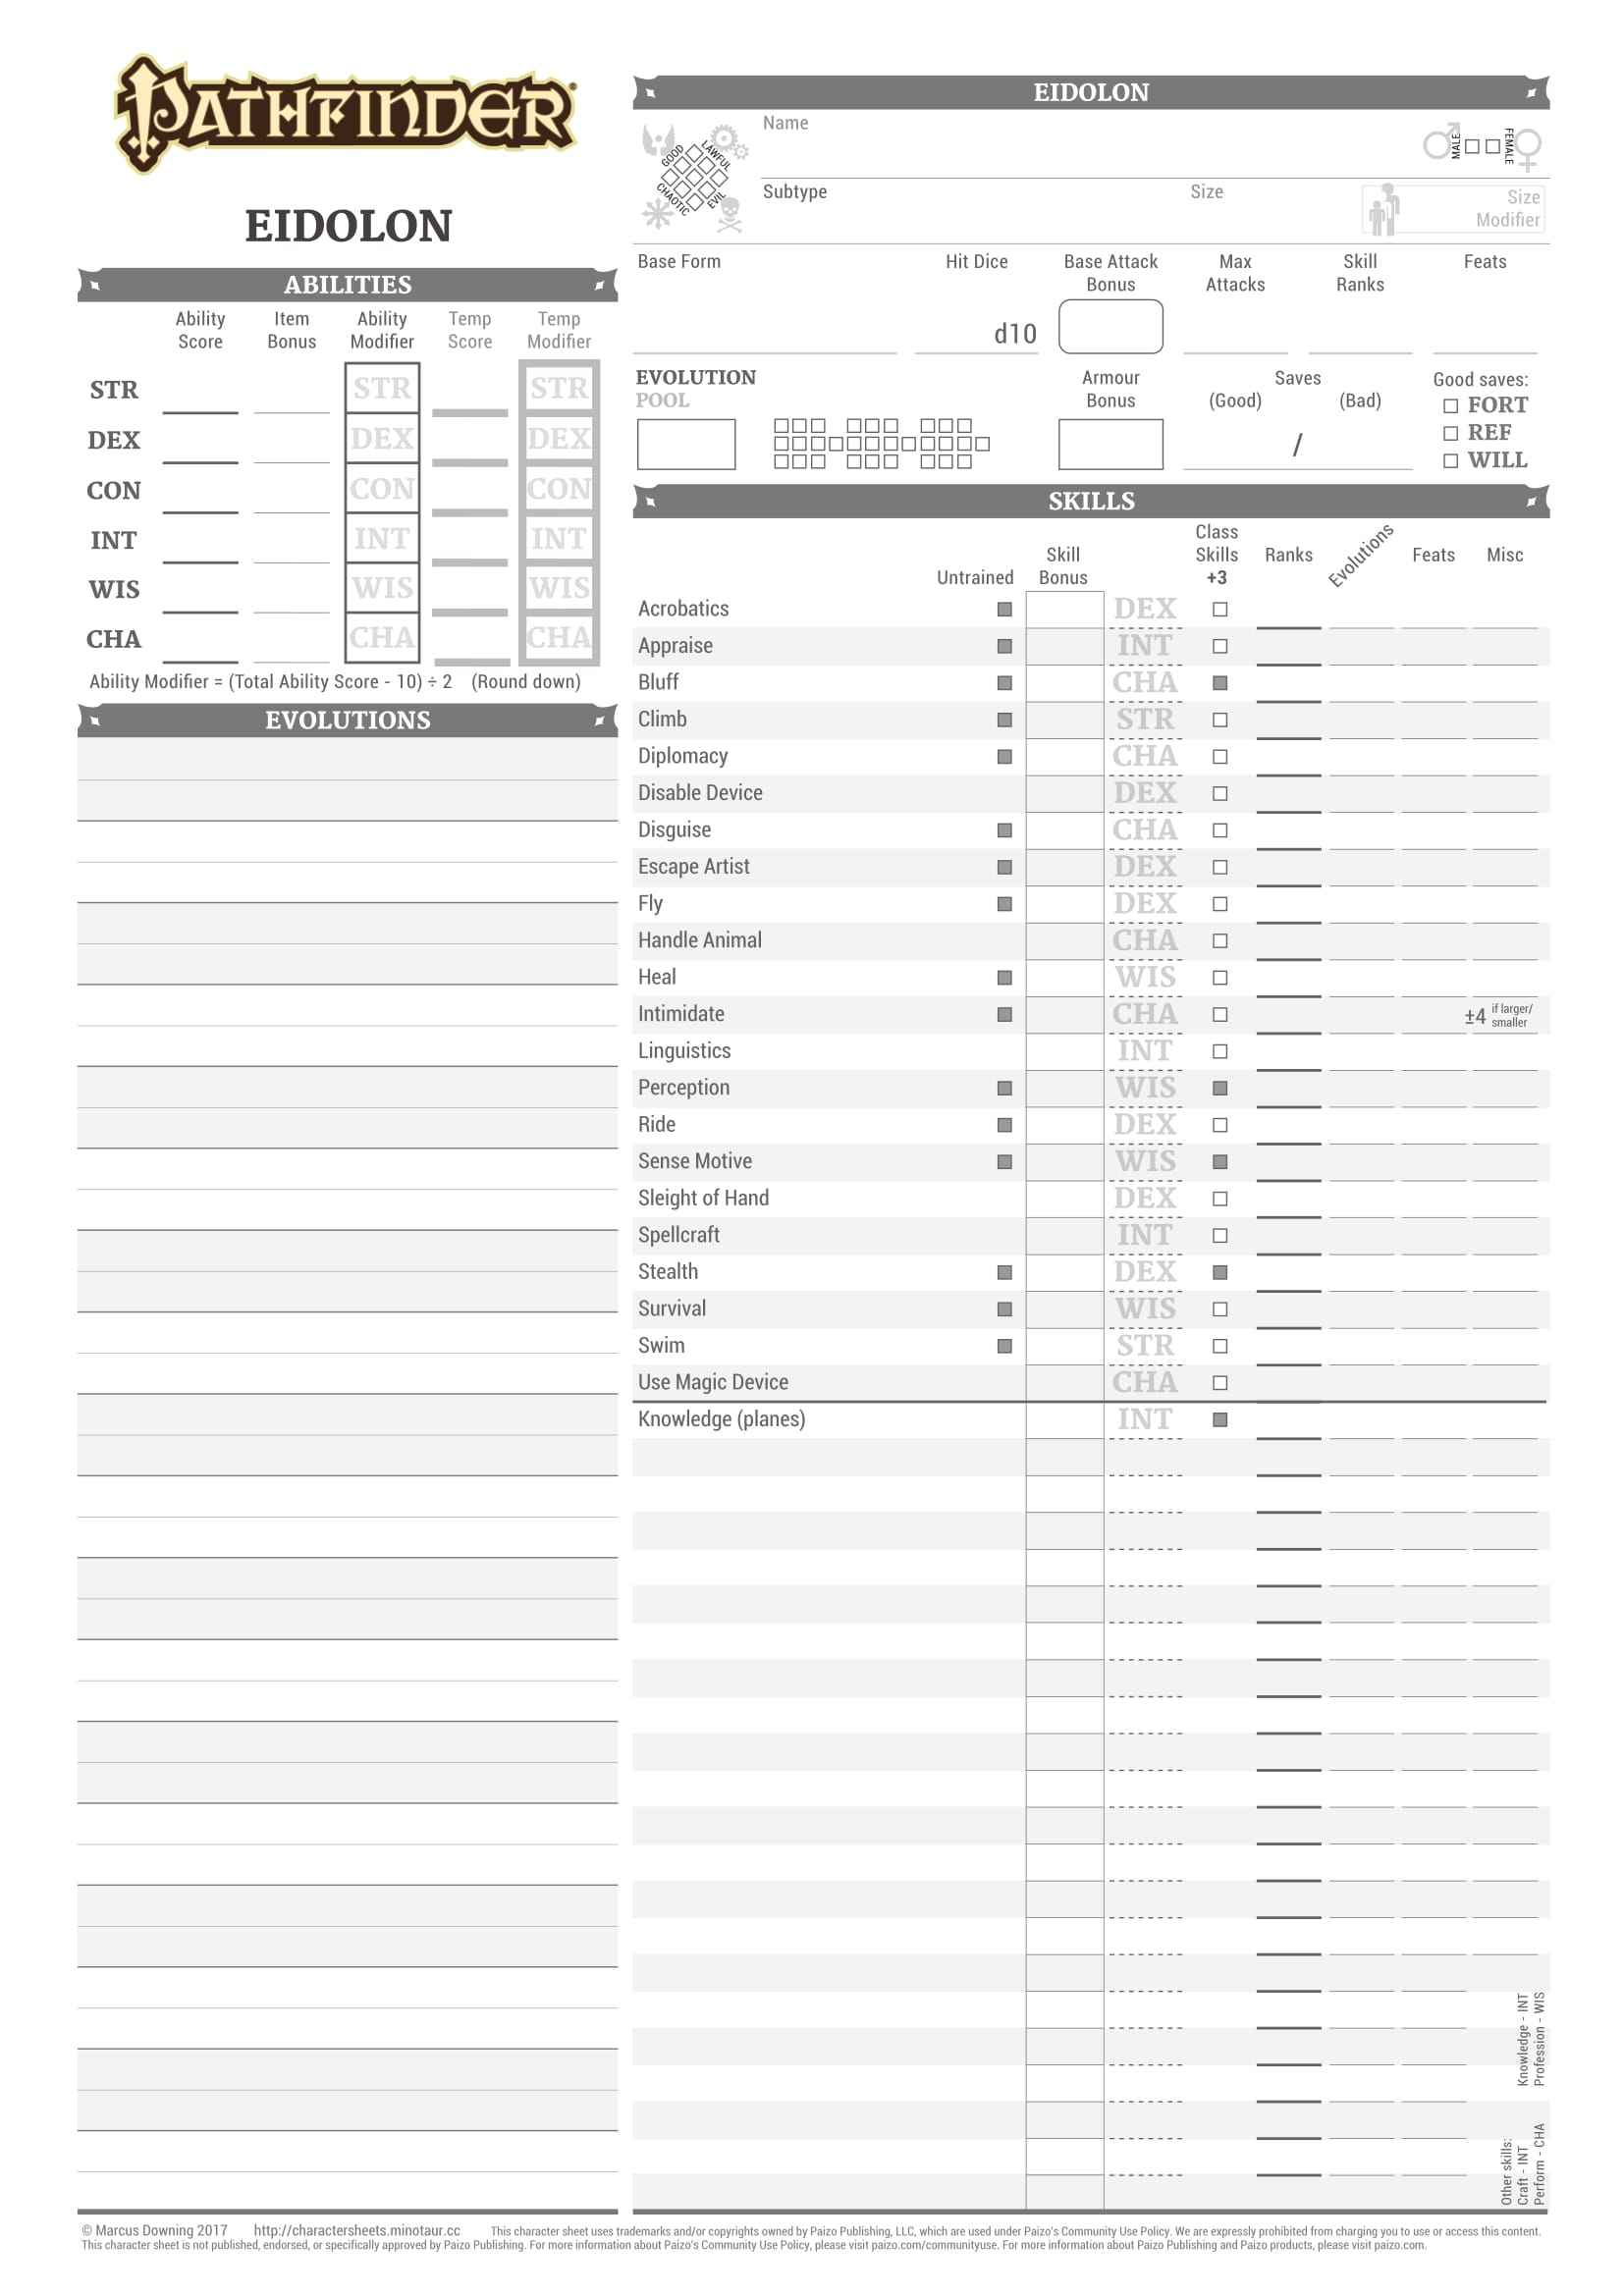 PATHFINDER
EIDOLON
ABILITIES
Ability Score
Item Bonus
Ability Modifier
Temp Score
Temp Modifier
STR STR STR
DEX DEX DEX
CON CON CON
INT INT INT
WIS WIS WIS
CHA CHA CHA
Ability Modifier = (Total Ability Score - 10) ÷ 2 (Round down)
EVOLUTIONS
EIDOLON
GOOD
LAWFUL
CHAOTIC
EVIL
Name
MALE
FEMALE
Subtype
Size
Size Modifier
Base Form
Hit Dice
d10
Base Attack Bonus
Max Attacks
Skill Ranks
Feats
EVOLUTION
POOL
Armour Bonus
Saves
(Good) / (Bad)
Good saves:
FORT
REF
WILL
SKILLS
Untrained
Skill Bonus
Class Skills +3
Ranks
Evolutions
Feats
Misc
Acrobatics DEX
Appraise INT
Bluff CHA
Climb STR
Diplomacy CHA
Disable Device DEX
Disguise CHA
Escape Artist DEX
Fly DEX
Handle Animal CHA
Heal WIS
Intimidate CHA ±4 if larger/ smaller
Linguistics INT
Perception WIS
Ride DEX
Sense Motive WIS
Sleight of Hand DEX
Spellcraft INT
Stealth DEX
Survival WIS
Swim STR
Use Magic Device CHA
Knowledge (planes) INT
Other skills:
Craft - INT Knowledge - INT
Perform - CHA Profession - WIS
© Marcus Downing 2017 http://charactersheets.minotaur.cc This character sheet uses trademarks and/or copyrights owned by Paizo Publishing, LLC, which are used under Paizo's Community Use Policy. We are expressly prohibited from charging you to use or access this content.
This character sheet is not published, endorsed, or specifically approved by Paizo Publishing. For more information about Paizo's Community Use Policy, please visit paizo.com/communityuse. For more information about Paizo Publishing and Paizo products, please visit paizo.com.